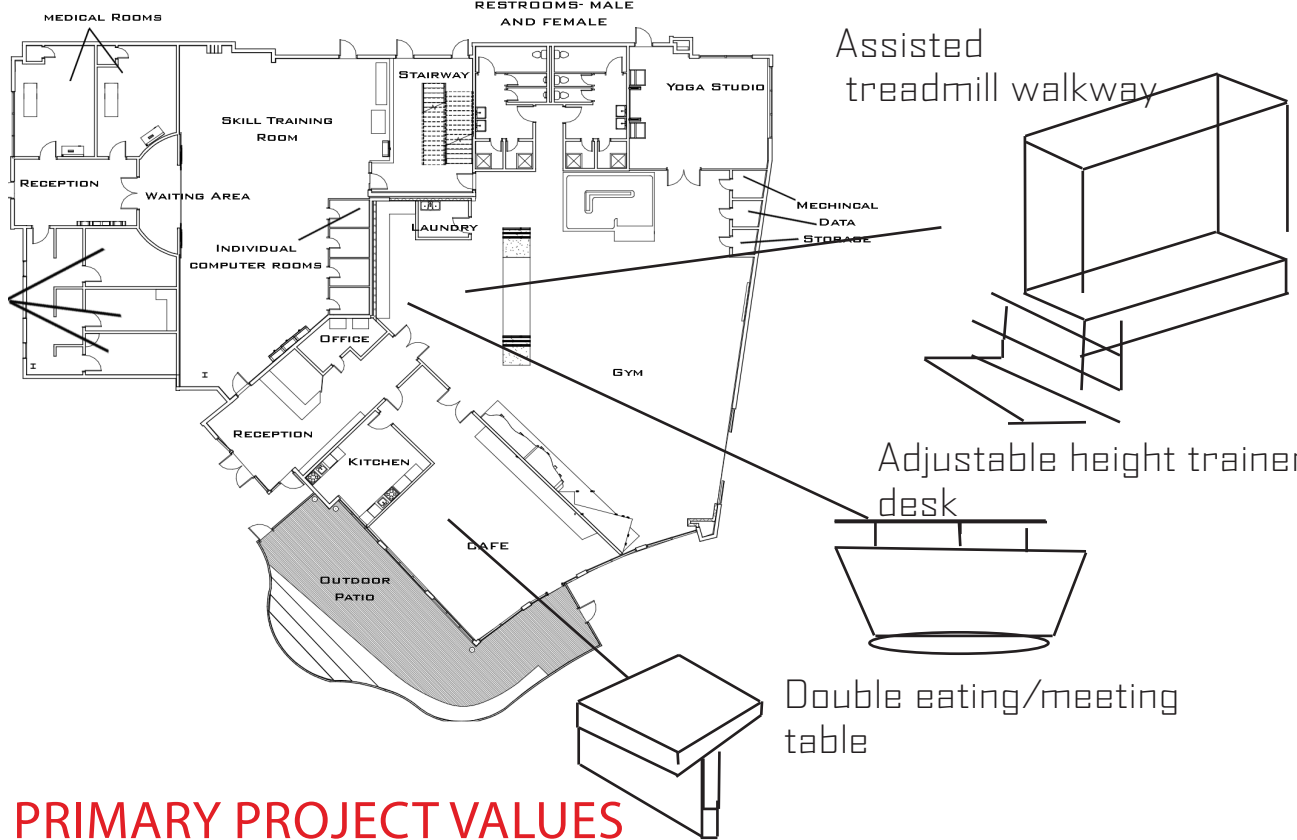 RESTROOMS- MALE
AND FEMALE
MEDICAL ROOMS
Assisted
treadmill walkway
STAIRWAY
YOGA STUDIO
SKILL TRAINING
ROOM
RECEPTION
WAITING AREA
MECHINCAL
DATA
STORAGE
LAUNDRY
INDIVIDUAL
COMPUTER ROOMS
OFFICE
GYM
RECEPTION
KITCHEN
Adjustable height trainer
desk
CAFE
OUTDOOR
PATIO
Double eating/meeting
table
PRIMARY PROJECT VALUES